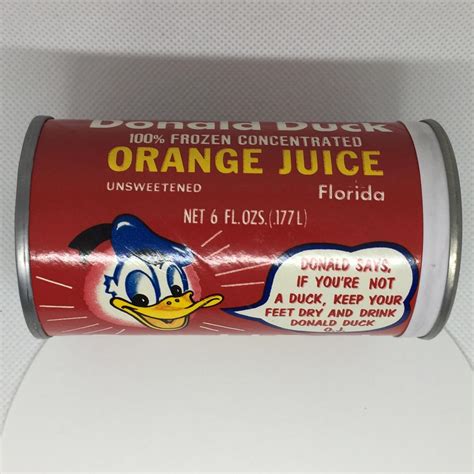 Donald Duck
100% FROZEN CONCENTRATED
ORANGE JUICE
UNSWEETENED
Florida
NET 6 FL.OZS.(.177L)
DONALD SAYS,
IF YOU'RE NOT
A DUCK, KEEP YOUR
FEET DRY AND DRINK
DONALD DUCK
O.J.